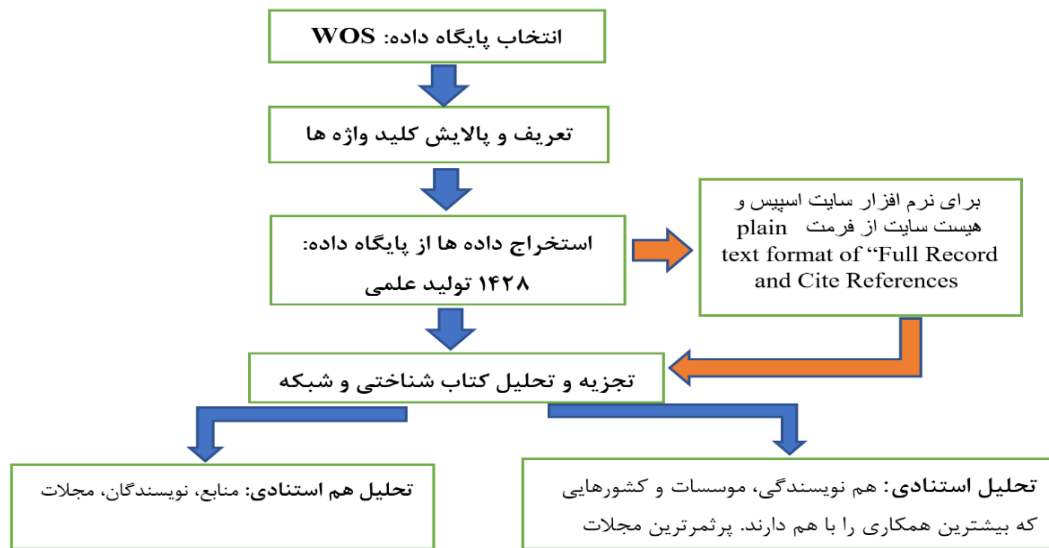 انتخاب پایگاه داده: WOS
تعریف و پالایش کلید واژه ها
استخراج داده ها از پایگاه داده:
۱۴۲۸ تولید علمی
برای نرم افزار سایت اسپیس و
هیست سایت از فرمت plain
text format of “Full Record
and Cite References
تجزیه و تحلیل کتاب شناختی و شبکه
تحلیل استنادی: هم نویسندگی، موسسات و کشورهایی
که بیشترین همکاری را با هم دارند. پرثمرترین مجلات
تحلیل هم استنادی: منابع، نویسندگان، مجلات